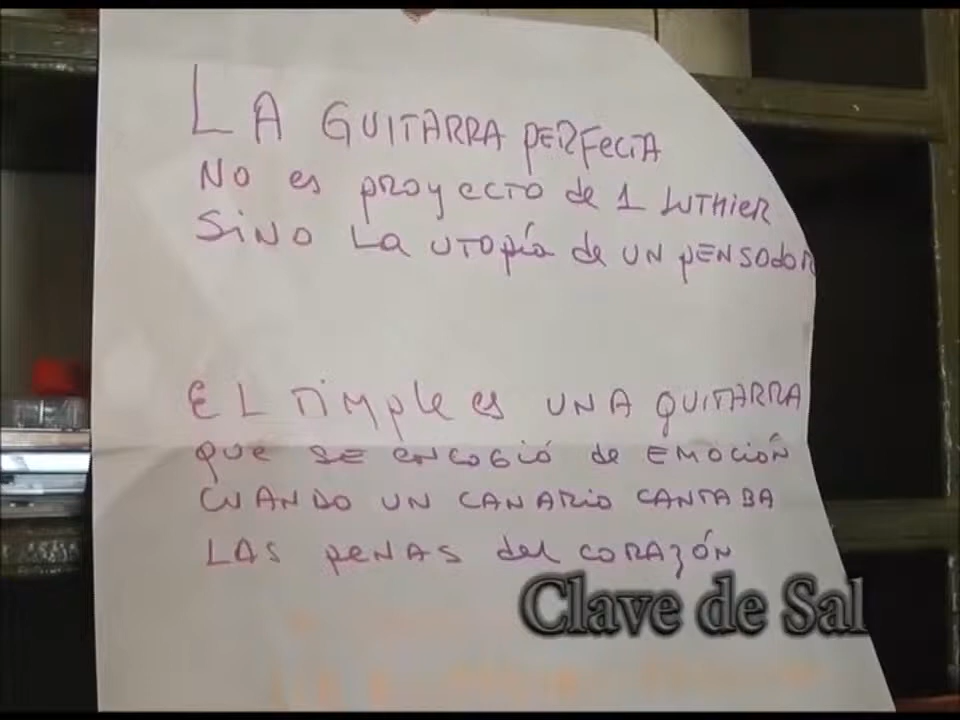 LA GUITARRA PERFECTA
NO es PROYECTO de 1 LUTHIER
SINO LA UTOPÍA de UN PENSADOR
EL TIMPLE es UNA GUITARRA
QUE SE ENCOGIÓ de EMOCIÓN
CUANDO UN CANARIO CANTABA
LAS PENAS del CORAZÓN
Clave de Sal